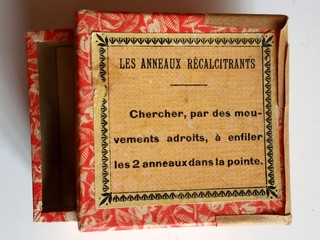 LES ANNEAUX RÉCALCITRANTS
Chercher, par des mou-
vements adroits, à enfiler
les 2 anneaux dans la pointe.